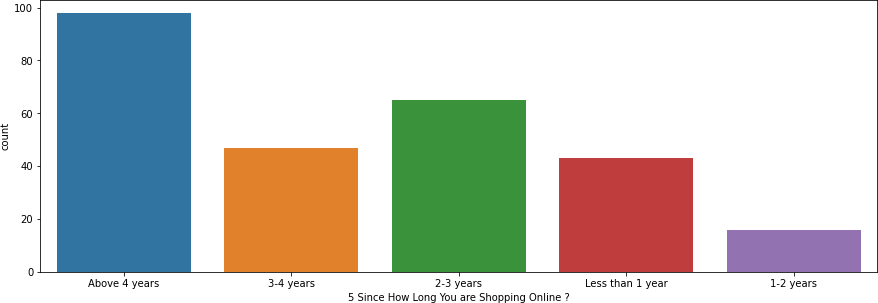 100
80
60
40
20
0
count
Above 4 years
3-4 years
2-3 years
Less than 1 year
1-2 years
5 Since How Long You are Shopping Online ?